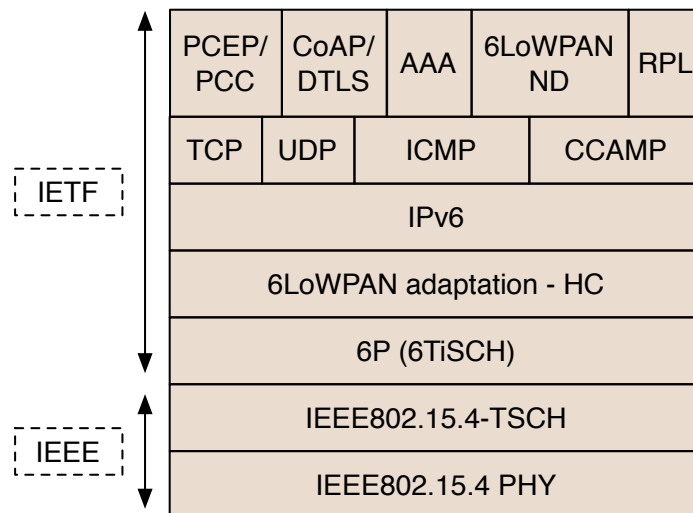 PCEP/
PCC
CoAP/
DTLS
AAA
6LoWPAN
ND
RPL
TCP
UDP
ICMP
CCAMP
IETF
IPv6
6LoWPAN adaptation - HC
6P (6TiSCH)
IEEE802.15.4-TSCH
IEEE
IEEE802.15.4 PHY